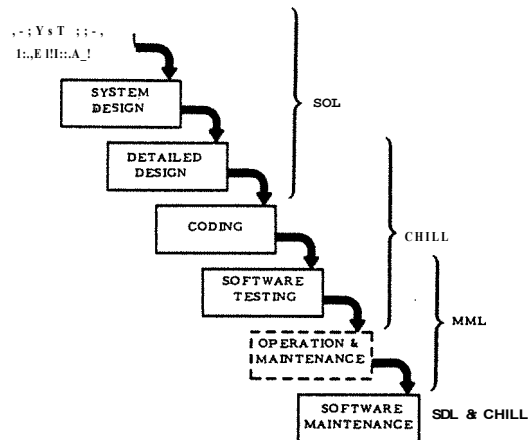 SYSTEM
DESIGN
SOL
DETAILED
DESIGN
CODING
CHILL
SOFTWARE
TESTING
MML
OPERATION &
MAINTENANCE
SOFTWARE
MAINTENANCE
SDL & CHILL